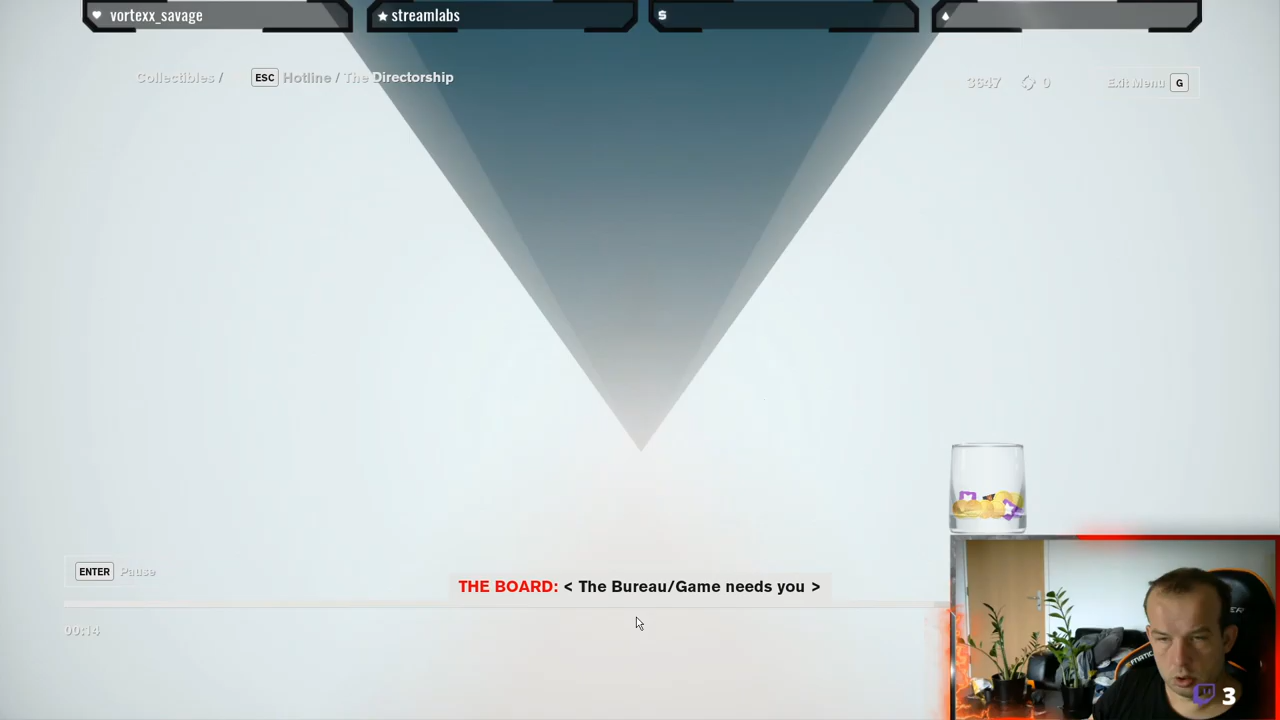 vortexx_savage
streamlabs
Collectibles /
ESC Hotline / The Directorship
3647
0
Exit Menu G
ENTER Pause
THE BOARD: < The Bureau/Game needs you >
00:14
3